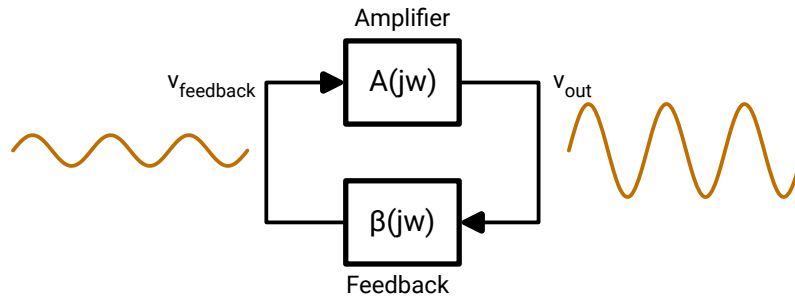 Amplifier
v_feedback
A(jw)
v_out
β(jw)
Feedback